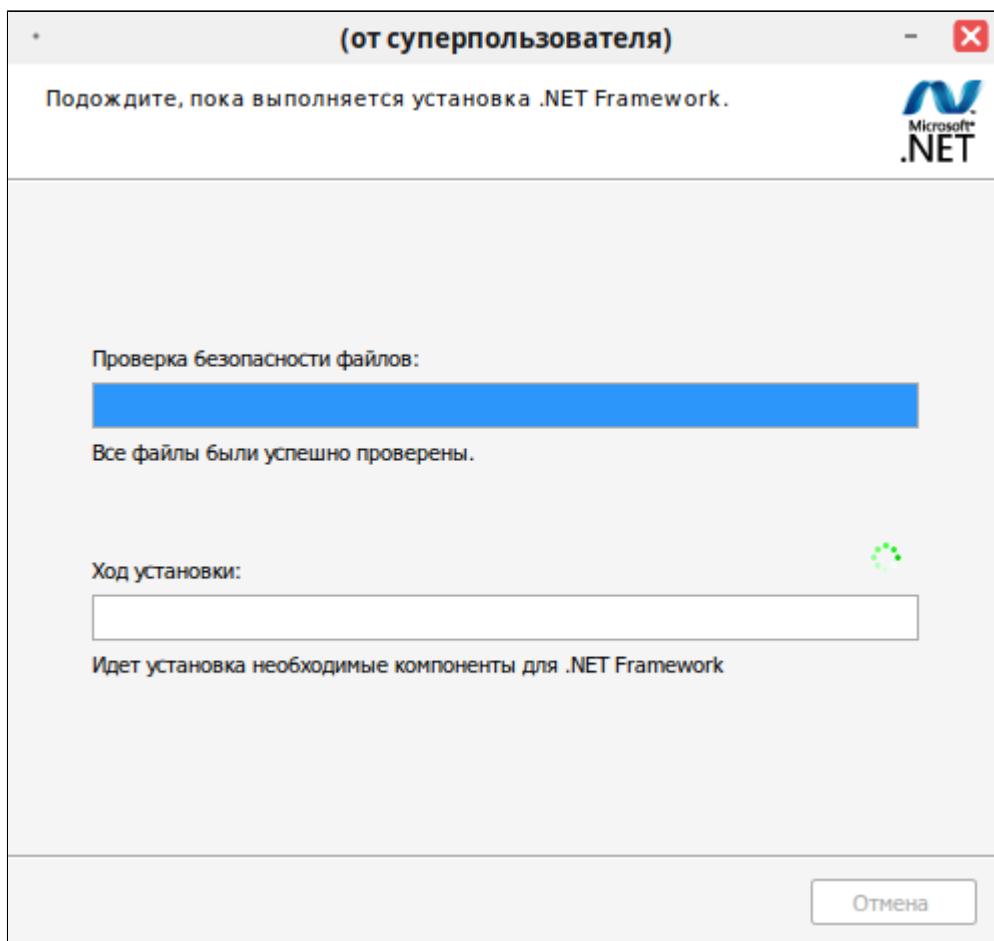 (от суперпользователя)
Подождите, пока выполняется установка .NET Framework.
Microsoft®
.NET
Проверка безопасности файлов:
Все файлы были успешно проверены.
Ход установки:
Идет установка необходимые компоненты для .NET Framework
Отмена